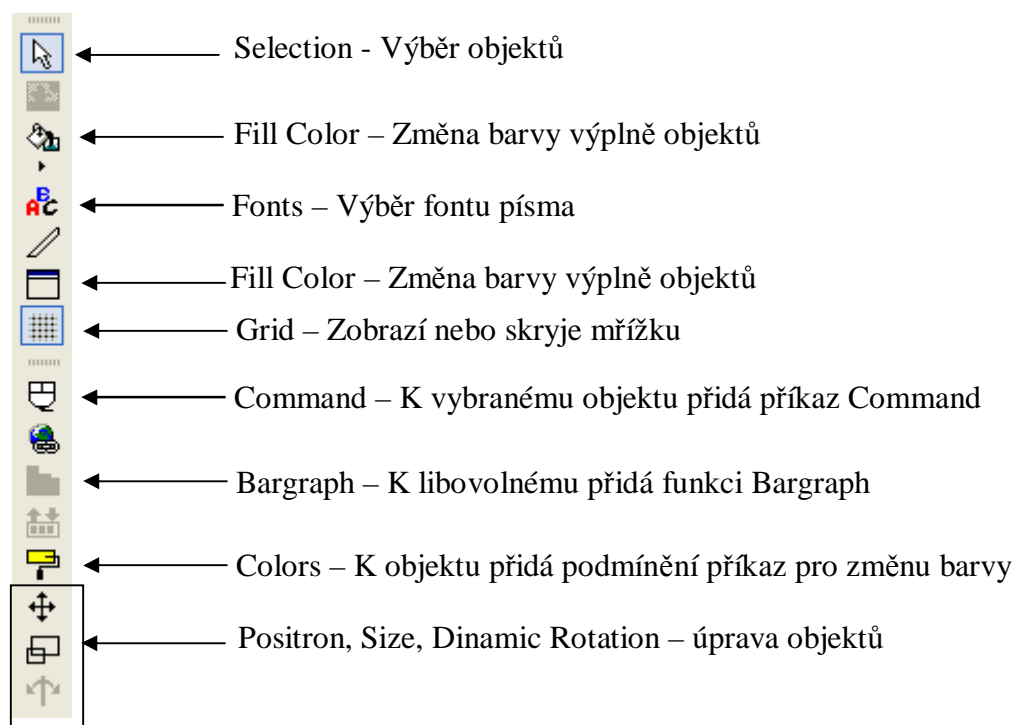 Selection - Výběr objektů
Fill Color – Změna barvy výplně objektů
ABC
Fonts – Výběr fontu písma
Fill Color – Změna barvy výplně objektů
Grid – Zobrazí nebo skryje mřížku
Command – K vybranému objektu přidá příkaz Command
Bargraph – K libovolnému přidá funkci Bargraph
Colors – K objektu přidá podmínění příkaz pro změnu barvy
Positron, Size, Dinamic Rotation – úprava objektů